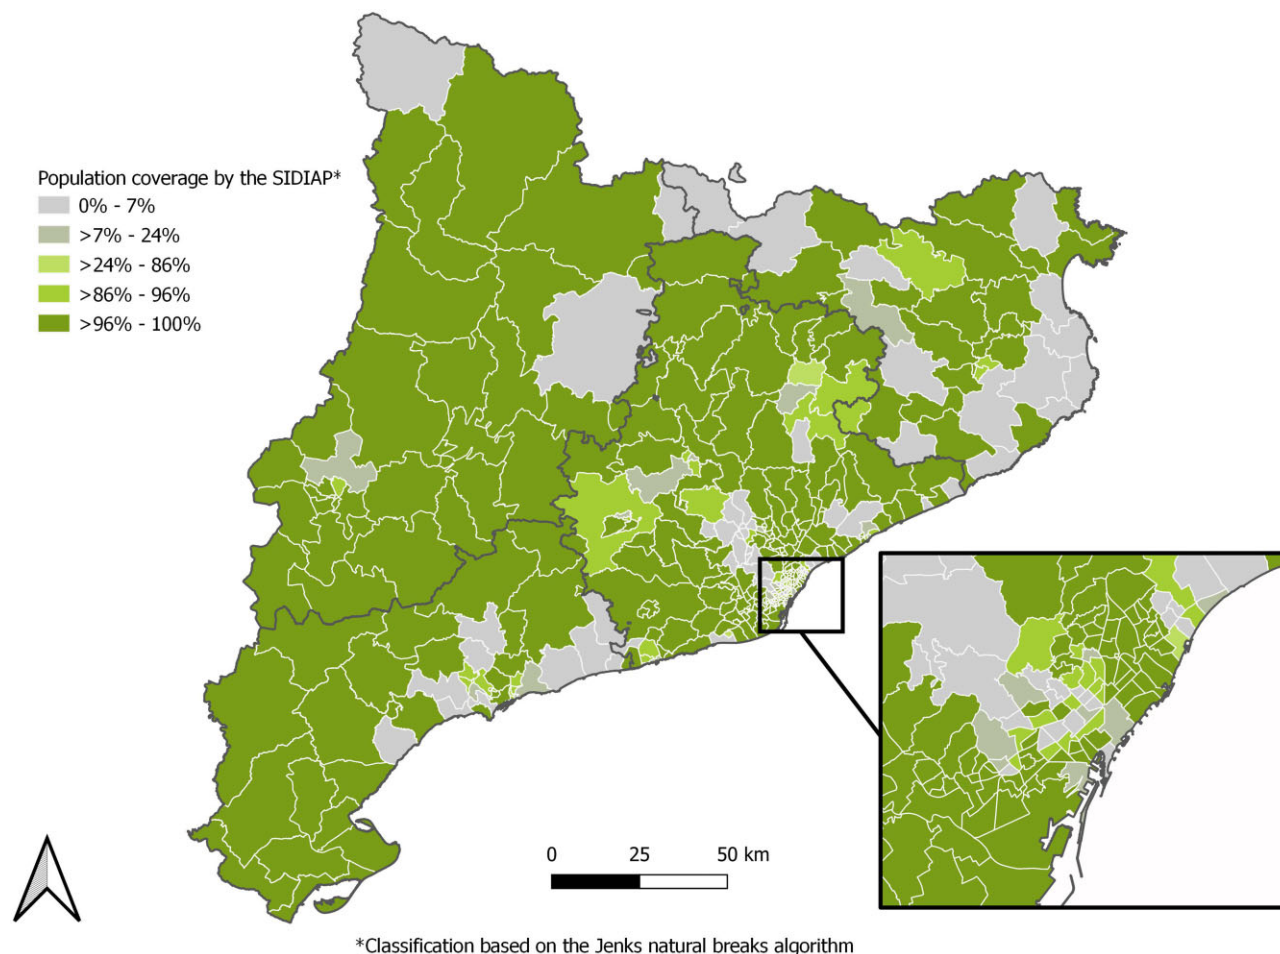 Population coverage by the SIDIAP*
0% - 7%
>7% - 24%
>24% - 86%
>86% - 96%
>96% - 100%
0 25 50 km
*Classification based on the Jenks natural breaks algorithm